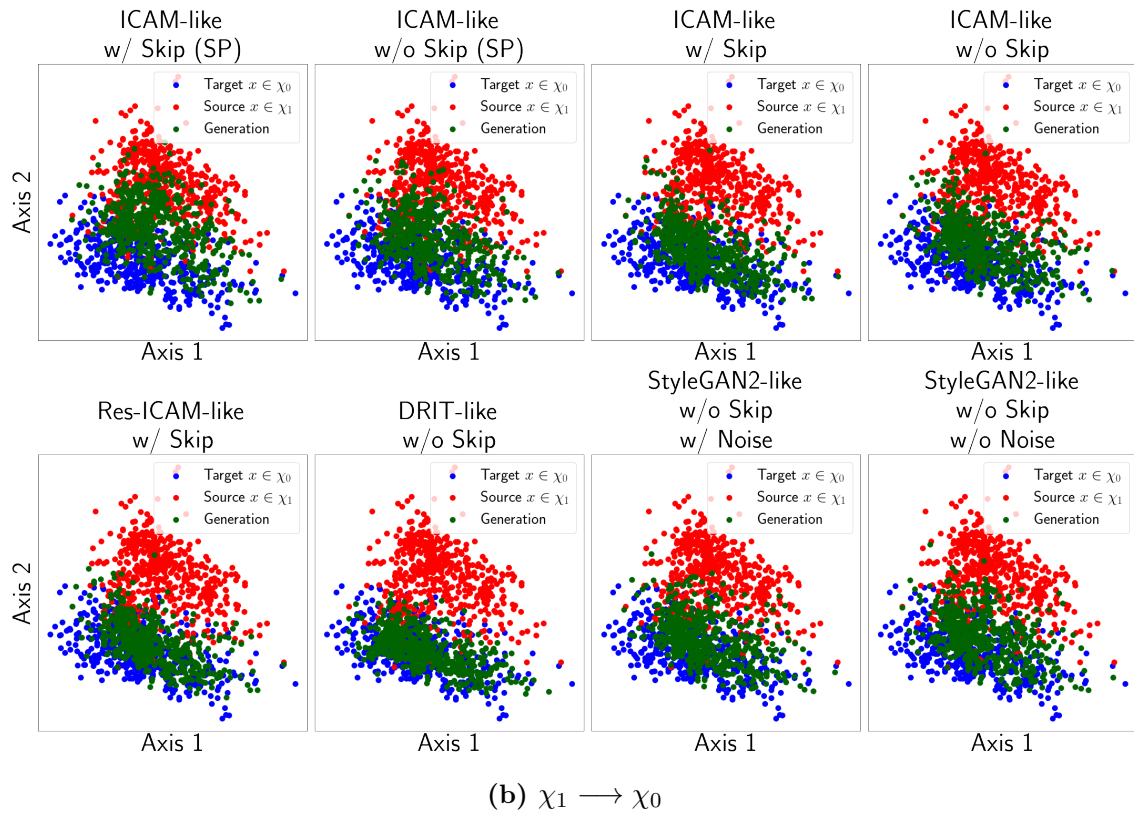 ICAM-like
w/ Skip (SP)
ICAM-like
w/o Skip (SP)
ICAM-like
w/ Skip
ICAM-like
w/o Skip
Target x ∈ χ₀
Source x ∈ χ₁
Generation
Target x ∈ χ₀
Source x ∈ χ₁
Generation
Target x ∈ χ₀
Source x ∈ χ₁
Generation
Target x ∈ χ₀
Source x ∈ χ₁
Generation
Axis 2
Axis 1
Axis 1
Axis 1
Axis 1
Res-ICAM-like
w/ Skip
DRIT-like
w/o Skip
StyleGAN2-like
w/o Skip
w/ Noise
StyleGAN2-like
w/o Skip
w/o Noise
Target x ∈ χ₀
Source x ∈ χ₁
Generation
Target x ∈ χ₀
Source x ∈ χ₁
Generation
Target x ∈ χ₀
Source x ∈ χ₁
Generation
Target x ∈ χ₀
Source x ∈ χ₁
Generation
Axis 2
Axis 1
Axis 1
Axis 1
Axis 1
(b) χ₁ ⟶ χ₀